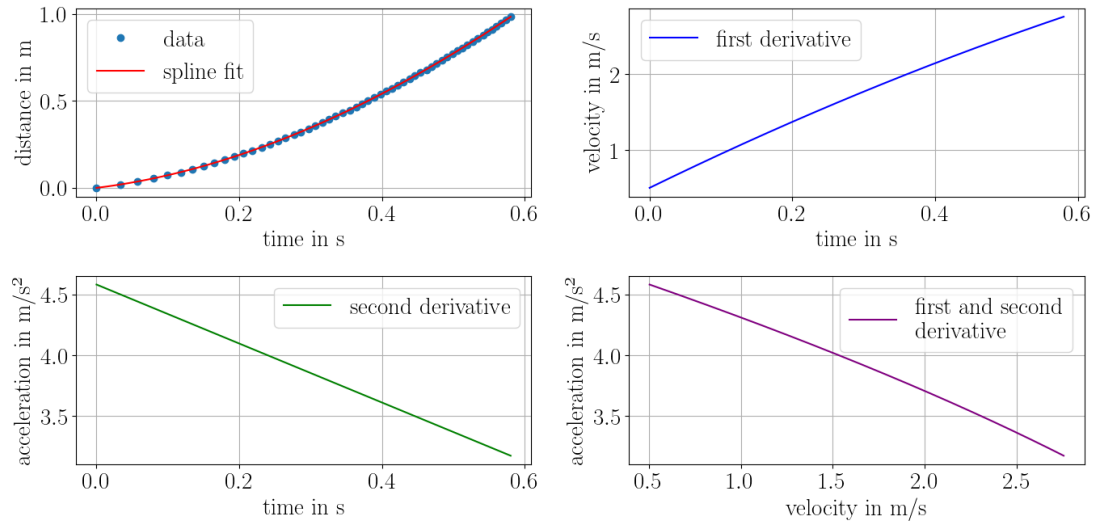 distance in m
1.0
0.5
0.0
data
spline fit
0.0 0.2 0.4 0.6
time in s
velocity in m/s
2
1
first derivative
0.0 0.2 0.4 0.6
time in s
acceleration in m/s²
4.5
4.0
3.5
second derivative
0.0 0.2 0.4 0.6
time in s
acceleration in m/s²
4.5
4.0
3.5
first and second
derivative
0.5 1.0 1.5 2.0 2.5
velocity in m/s